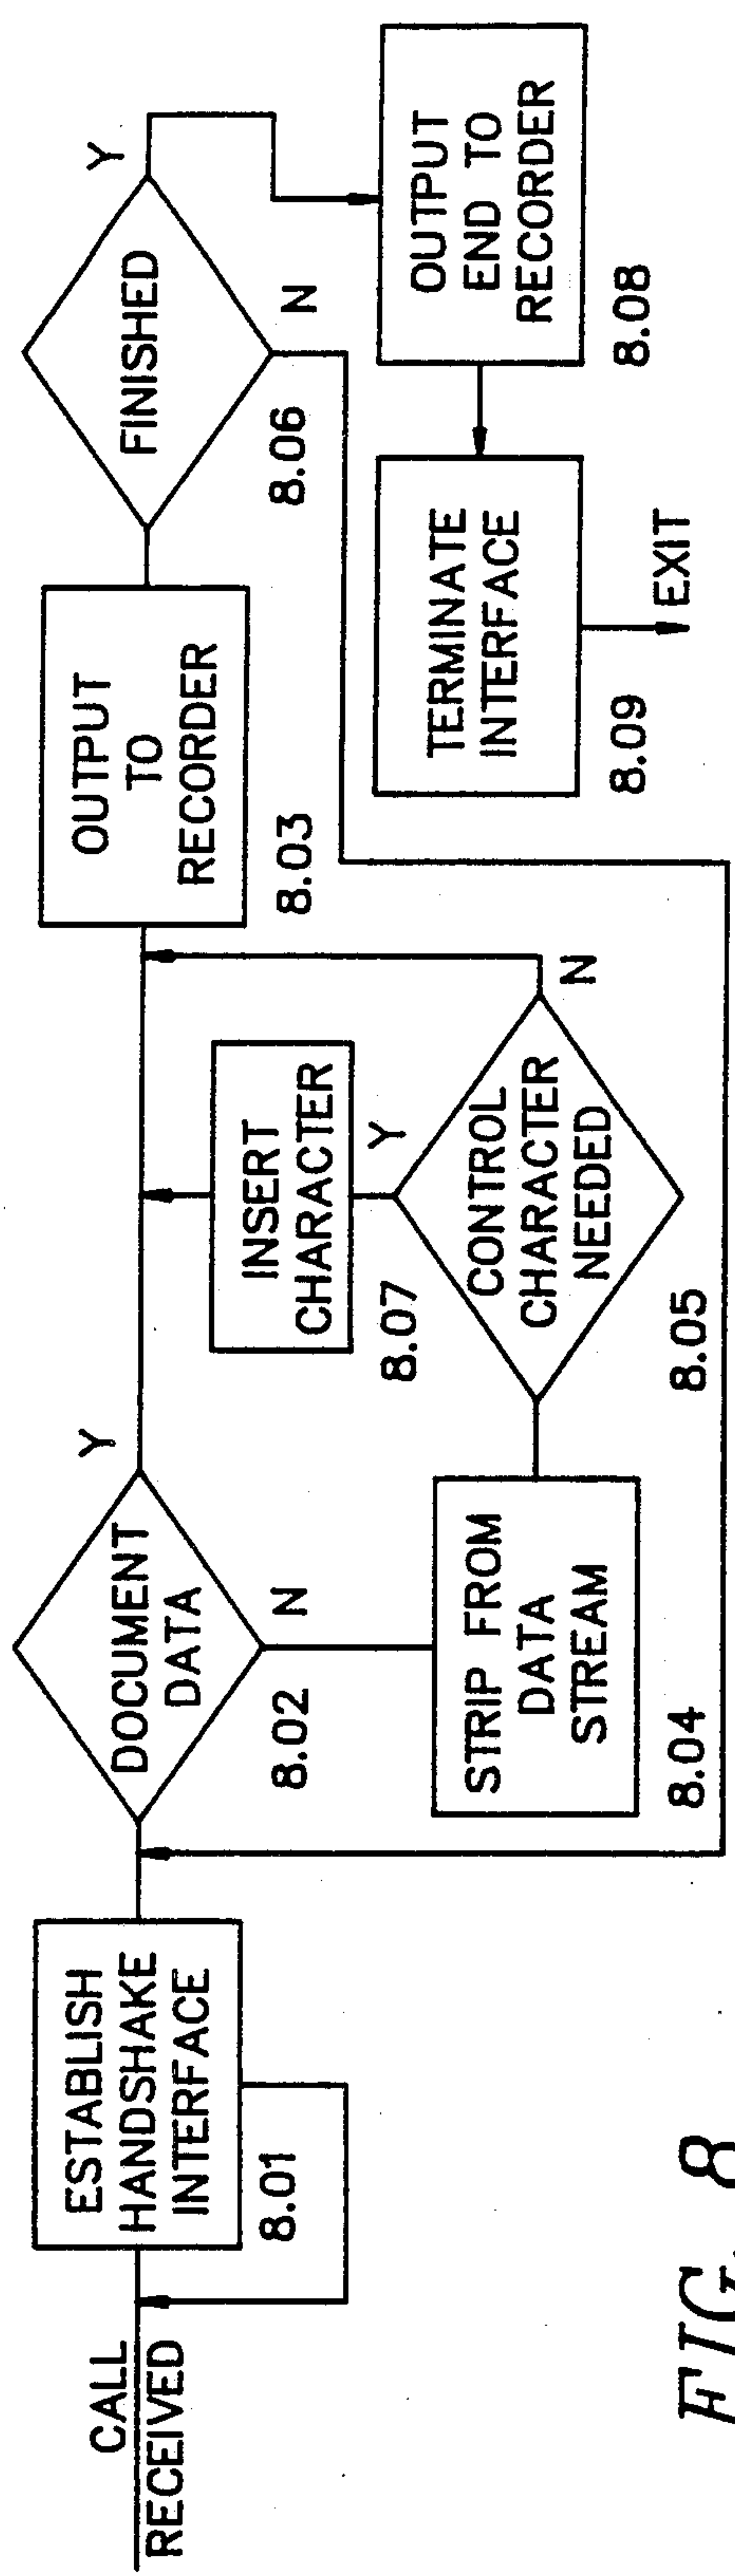 CALL
RECEIVED
ESTABLISH
HANDSHAKE
INTERFACE
8.01
DOCUMENT
DATA
8.02
Y
N
STRIP FROM
DATA
STREAM
8.04
CONTROL
CHARACTER
NEEDED
8.05
Y
N
INSERT
CHARACTER
8.07
OUTPUT
TO
RECORDER
8.03
FINISHED
8.06
Y
N
OUTPUT
END TO
RECORDER
8.08
TERMINATE
INTERFACE
8.09
EXIT
FIG. 8